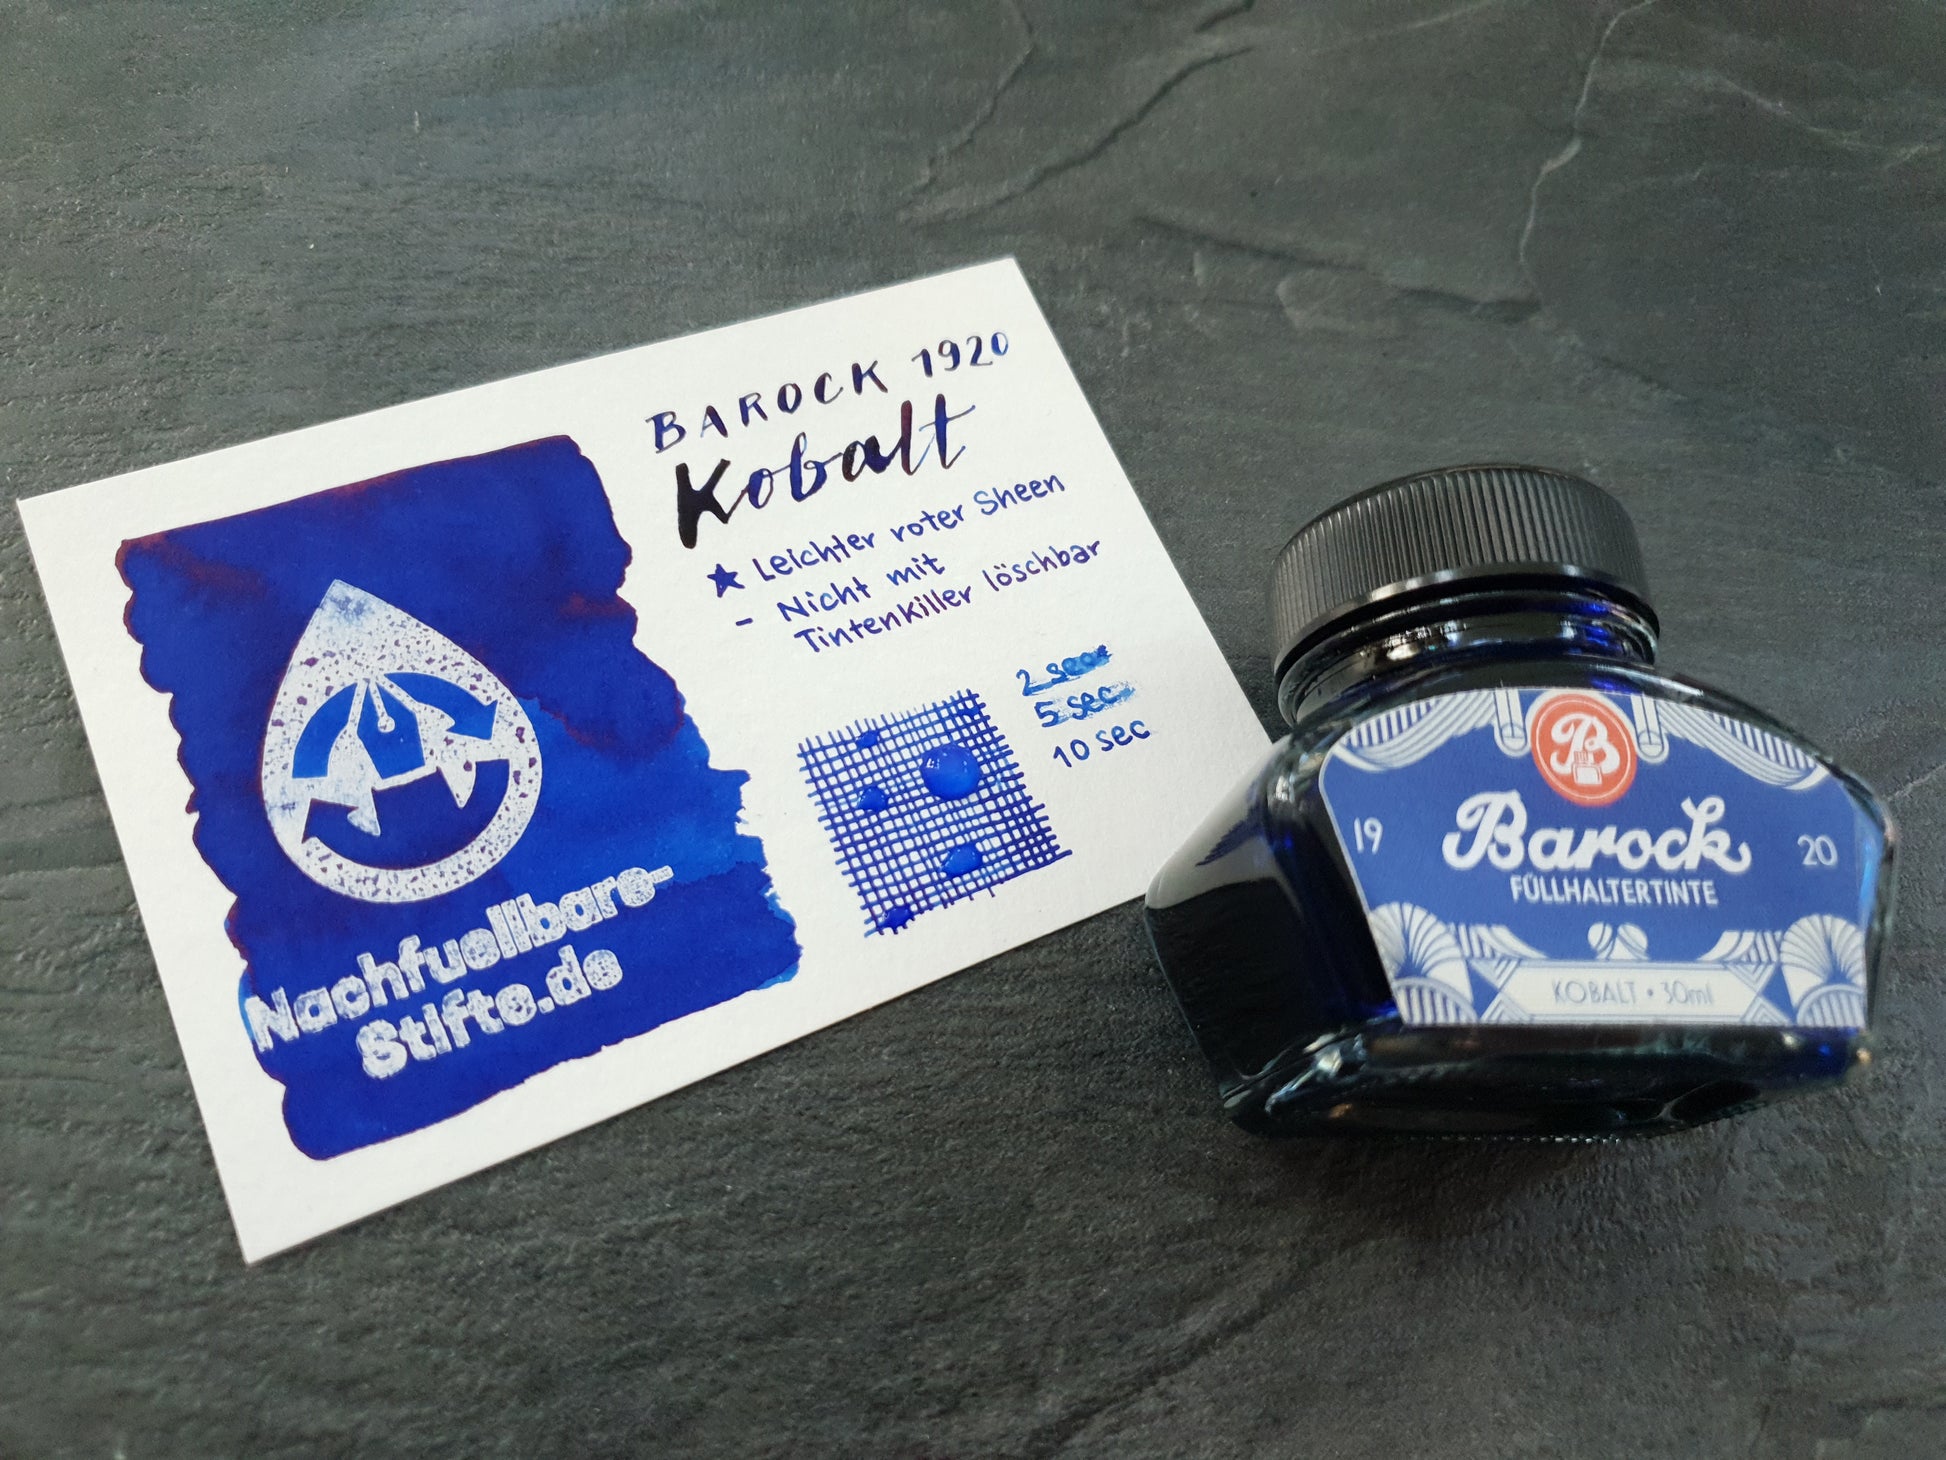 BAROCK 1920
Kobalt
★ Leichter roter Sheen
- Nicht mit
Tintenkiller löschbar
2 sec
5 sec
10 sec
Nachfuellbare-
Stifte.de
B
19 Barock 20
FÜLLHALTERTINTE
KOBALT • 30ml